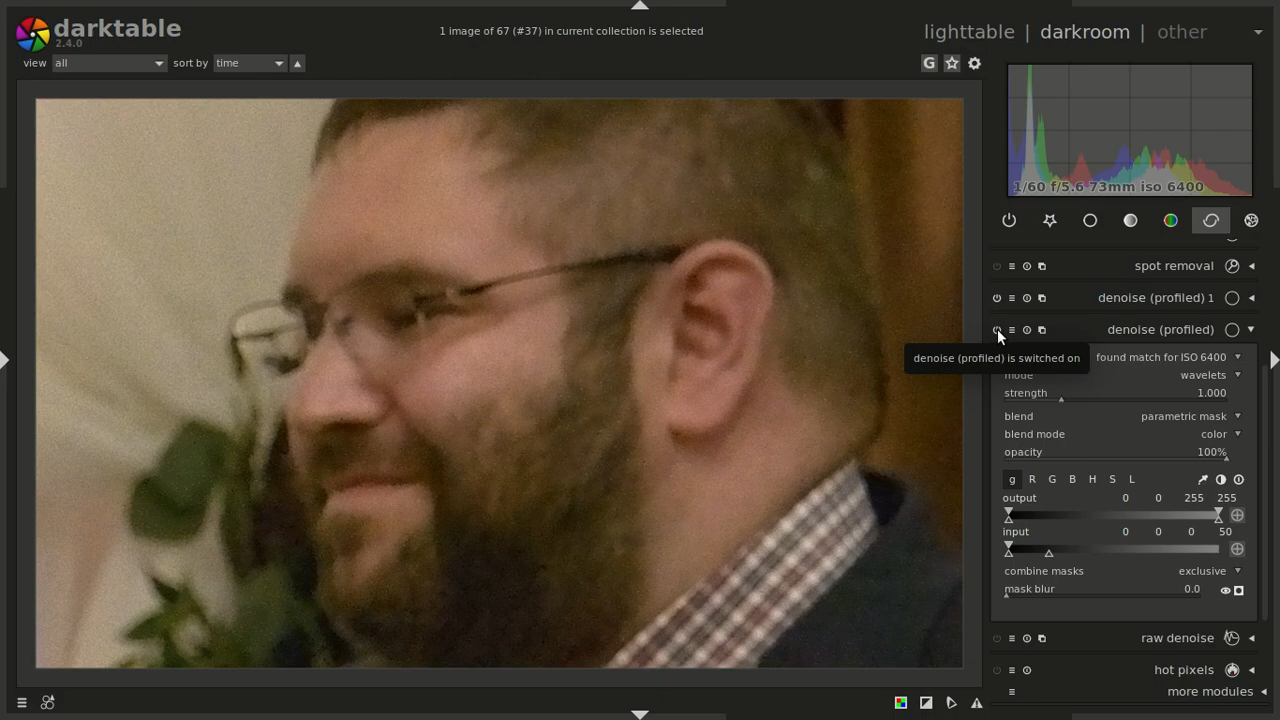 darktable
2.4.0
1 image of 67 (#37) in current collection is selected
lighttable | darkroom | other
view all sort by time
G
1/60 f/5.6 73mm iso 6400
spot removal
denoise (profiled) 1
denoise (profiled)
denoise (profiled) is switched on
found match for ISO 6400
mode wavelets
strength 1.000
blend parametric mask
blend mode color
opacity 100%
g R G B H S L
output 0 0 255 255
input 0 0 0 50
combine masks exclusive
mask blur 0.0
raw denoise
hot pixels
more modules